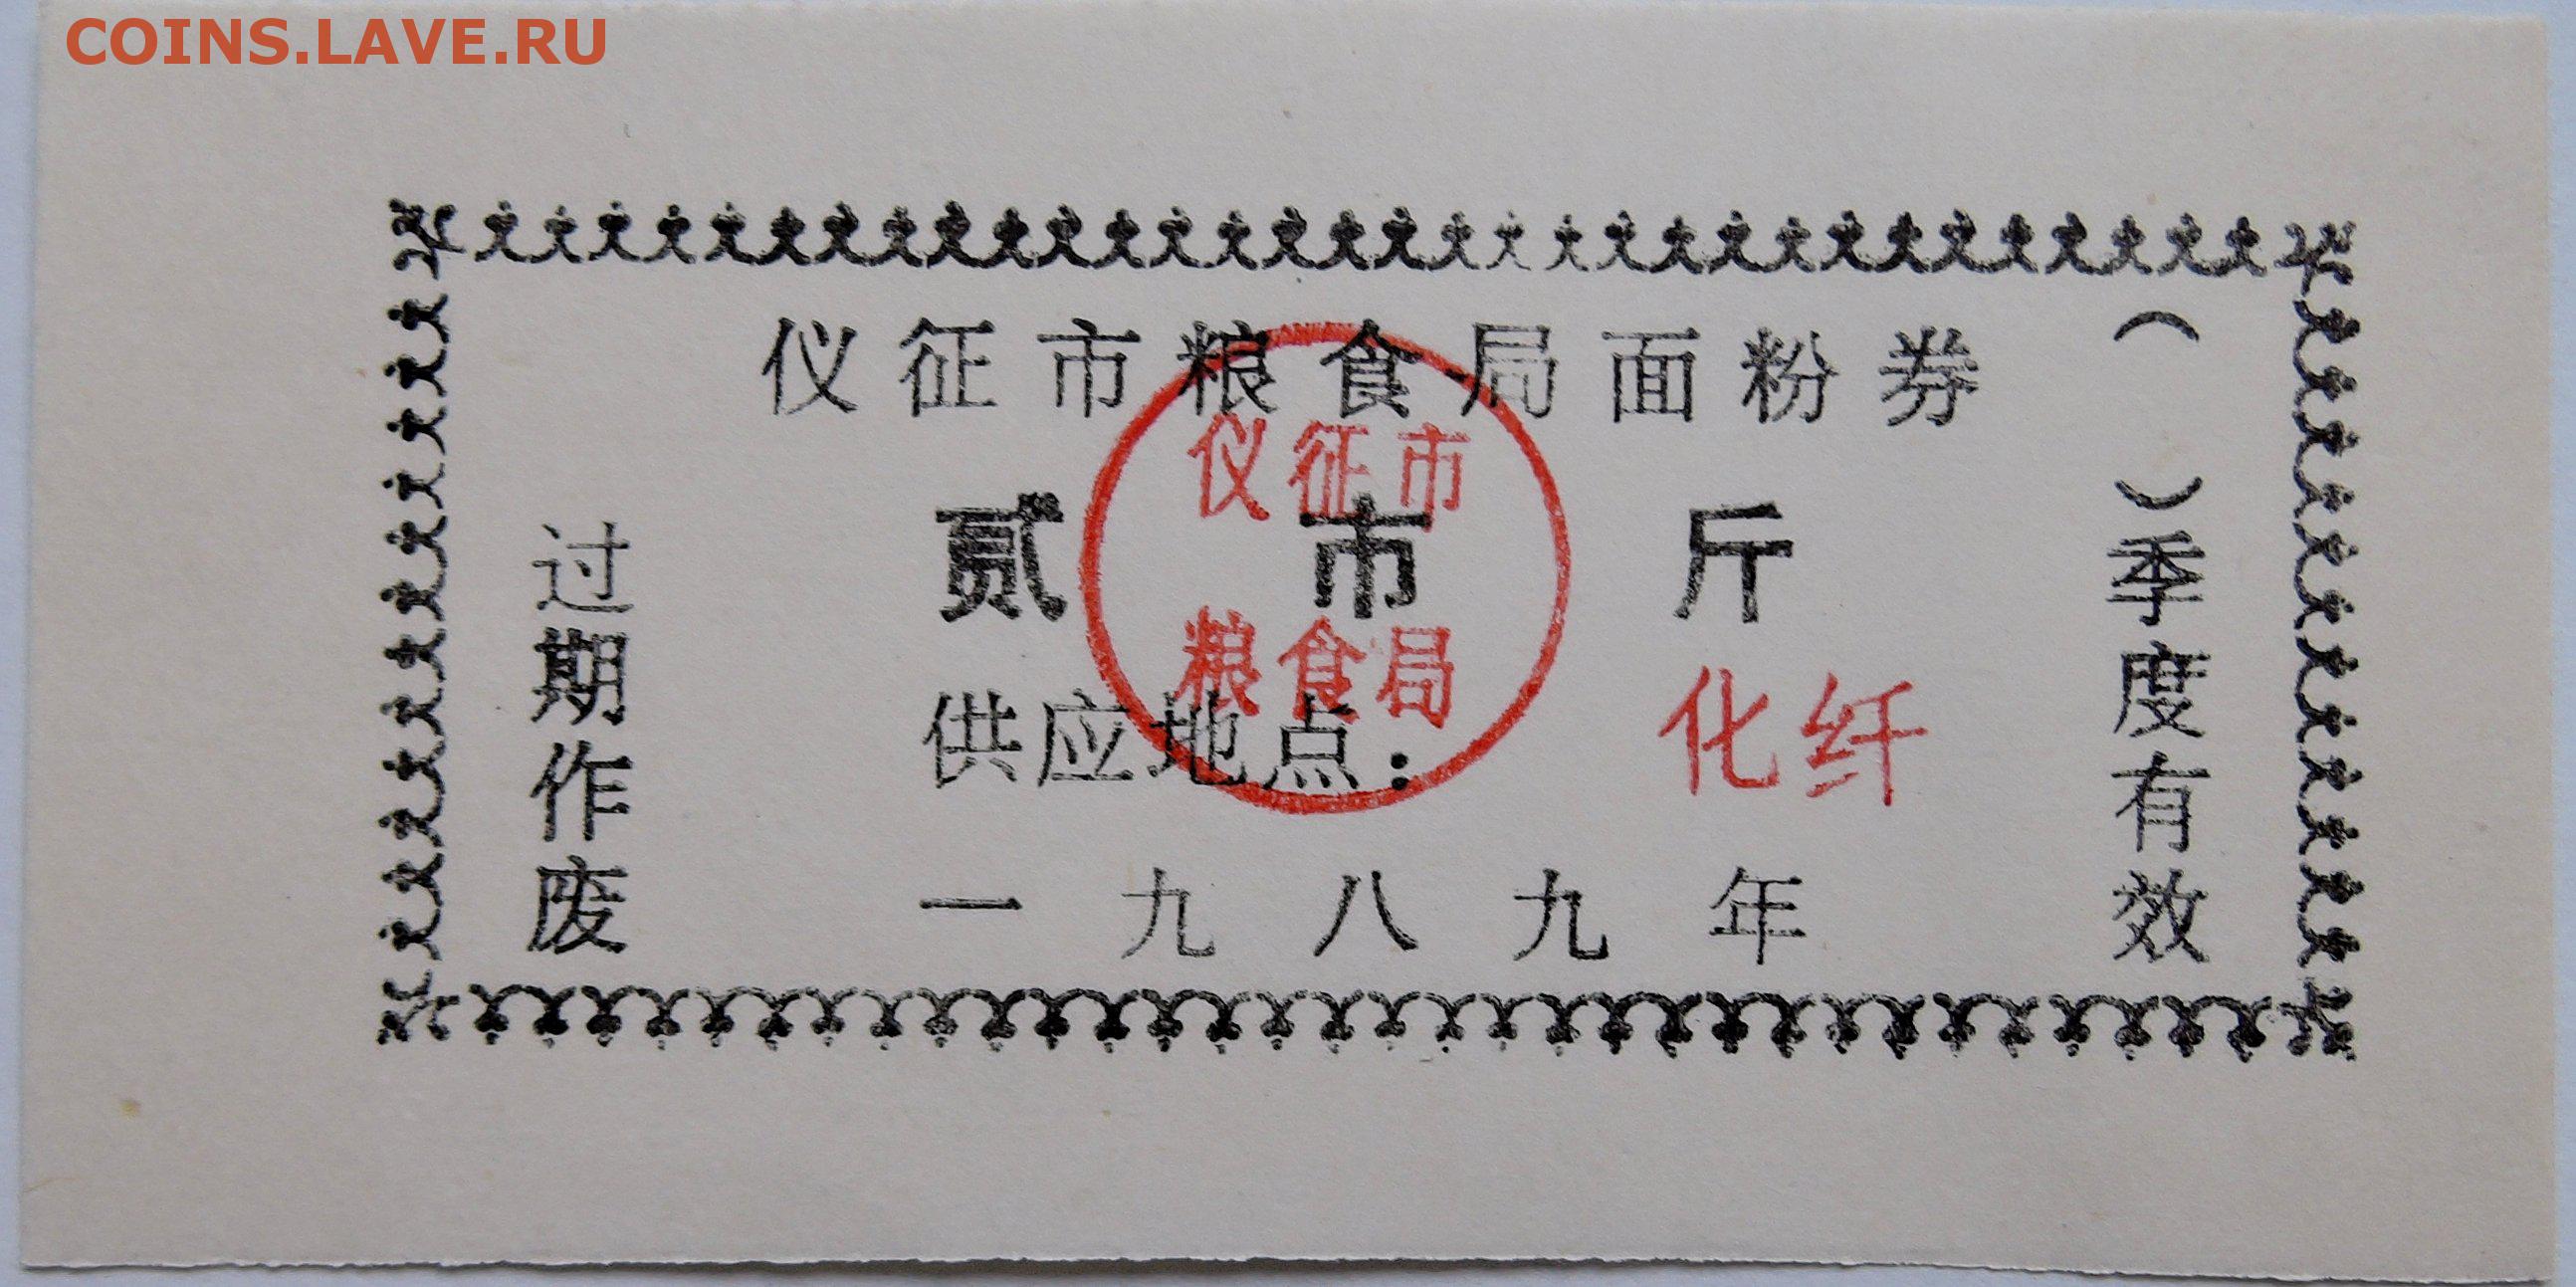 COINS.LAVE.RU
仪征市粮食局面粉券
仪征市
贰市斤
粮食局
供应地点：
化纤
一九八九年
过期作废
（ ）季度有效